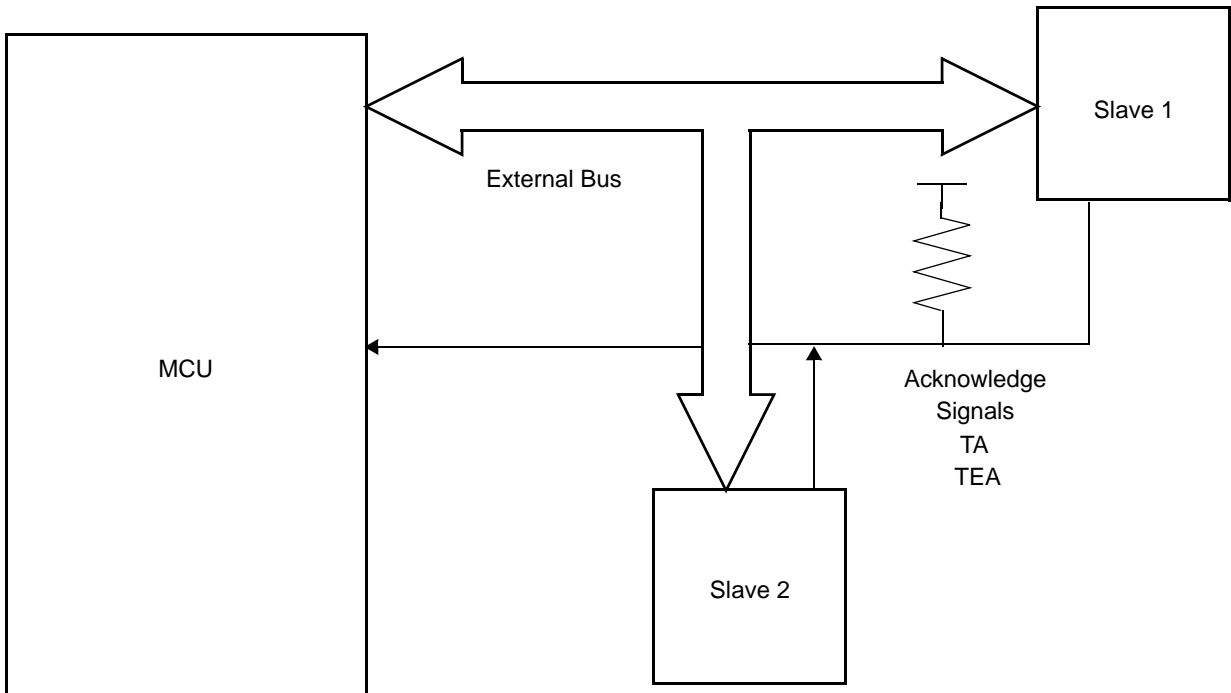 Slave 1
External Bus
MCU
Acknowledge
Signals
TA
TEA
Slave 2